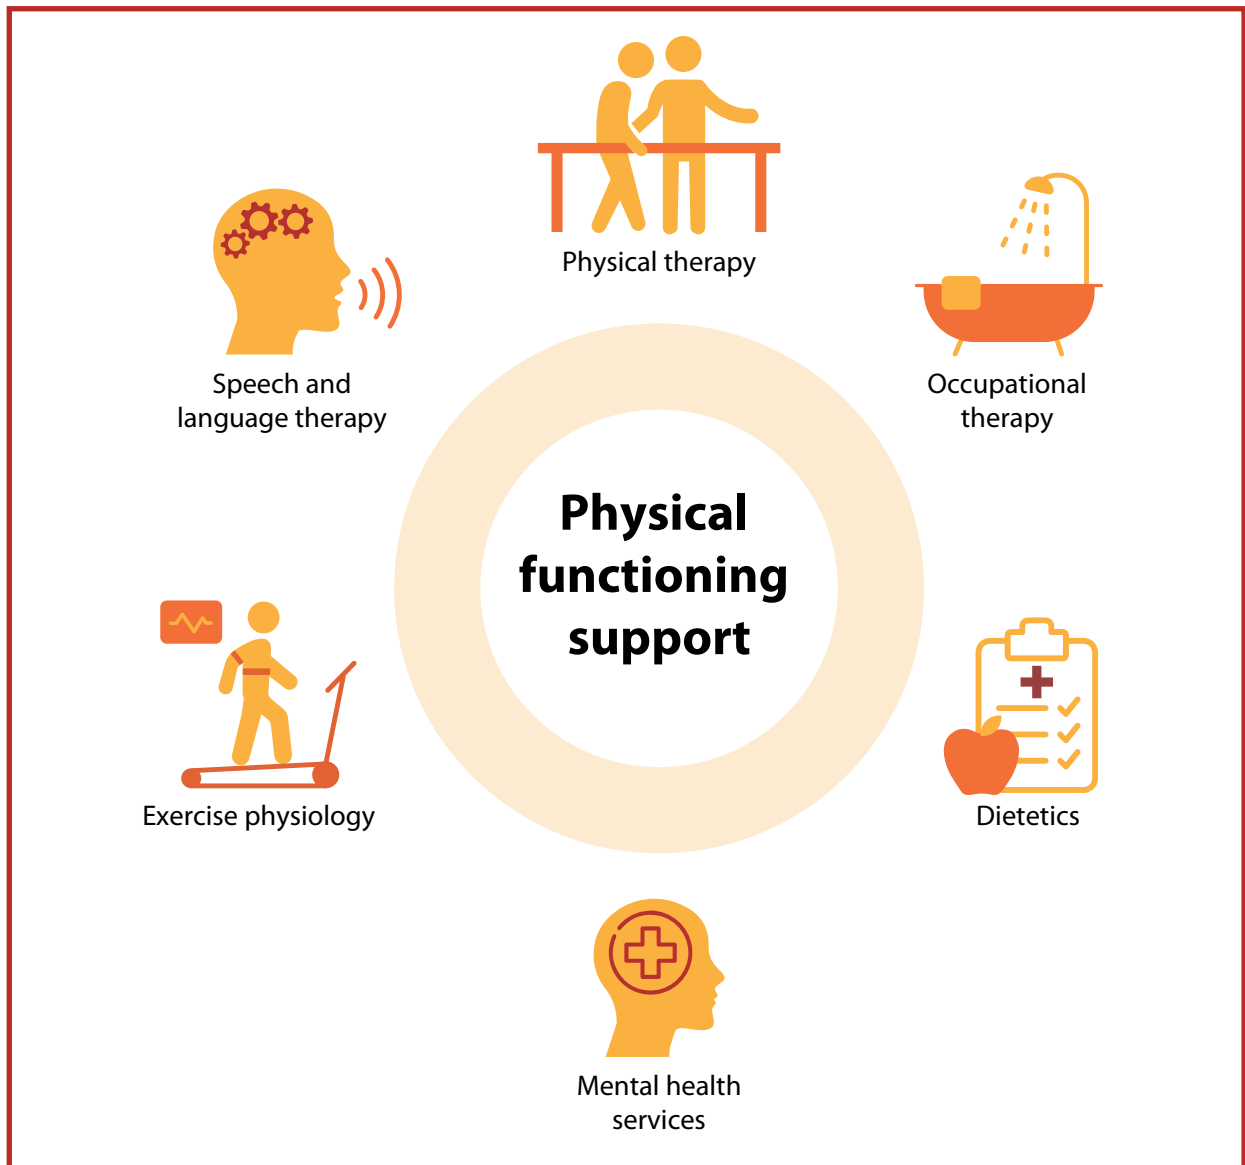 Physical therapy
Speech and
language therapy
Occupational
therapy
Physical
functioning
support
Exercise physiology
Dietetics
Mental health
services